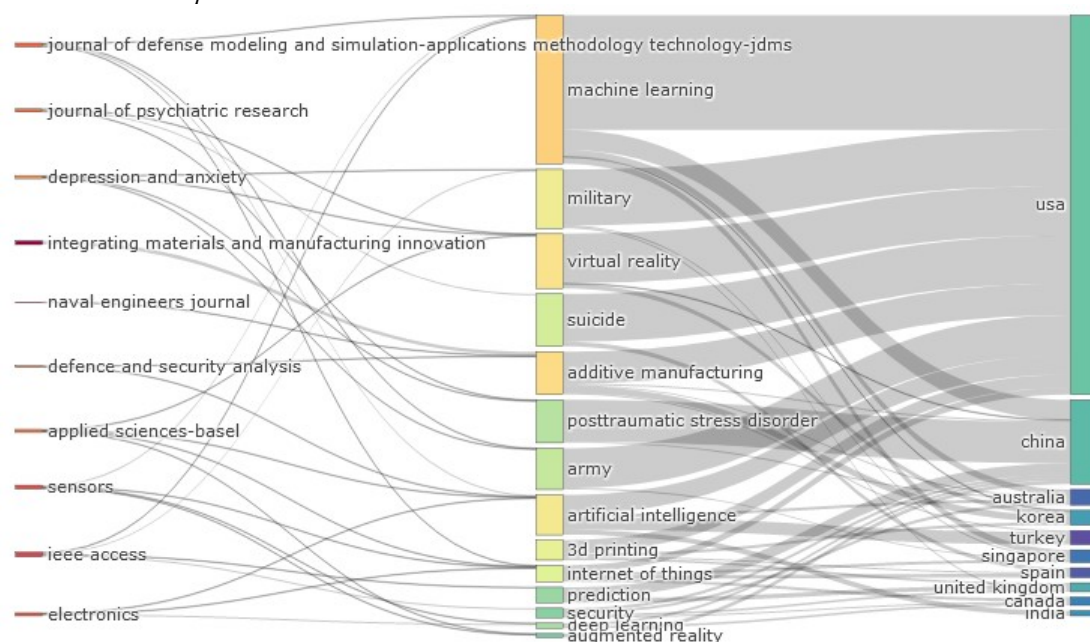 journal of defense modeling and simulation-applications methodology technology-jdms
journal of psychiatric research
depression and anxiety
integrating materials and manufacturing innovation
naval engineers journal
defence and security analysis
applied sciences-basel
sensors
ieee access
electronics
machine learning
military
virtual reality
suicide
additive manufacturing
posttraumatic stress disorder
army
artificial intelligence
3d printing
internet of things
prediction
security
deep learning
augmented reality
usa
china
australia
korea
turkey
singapore
spain
united kingdom
canada
india